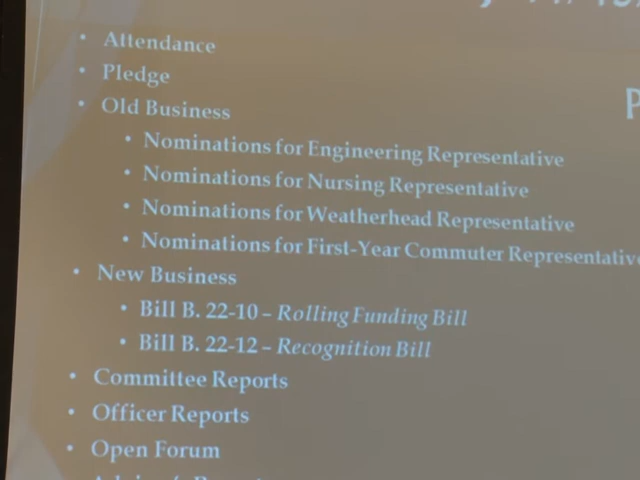 Attendance
Pledge
Old Business
Nominations for Engineering Representative
Nominations for Nursing Representative
Nominations for Weatherhead Representative
Nominations for First-Year Commuter Representative
New Business
Bill B. 22-10 – Rolling Funding Bill
Bill B. 22-12 – Recognition Bill
Committee Reports
Officer Reports
Open Forum